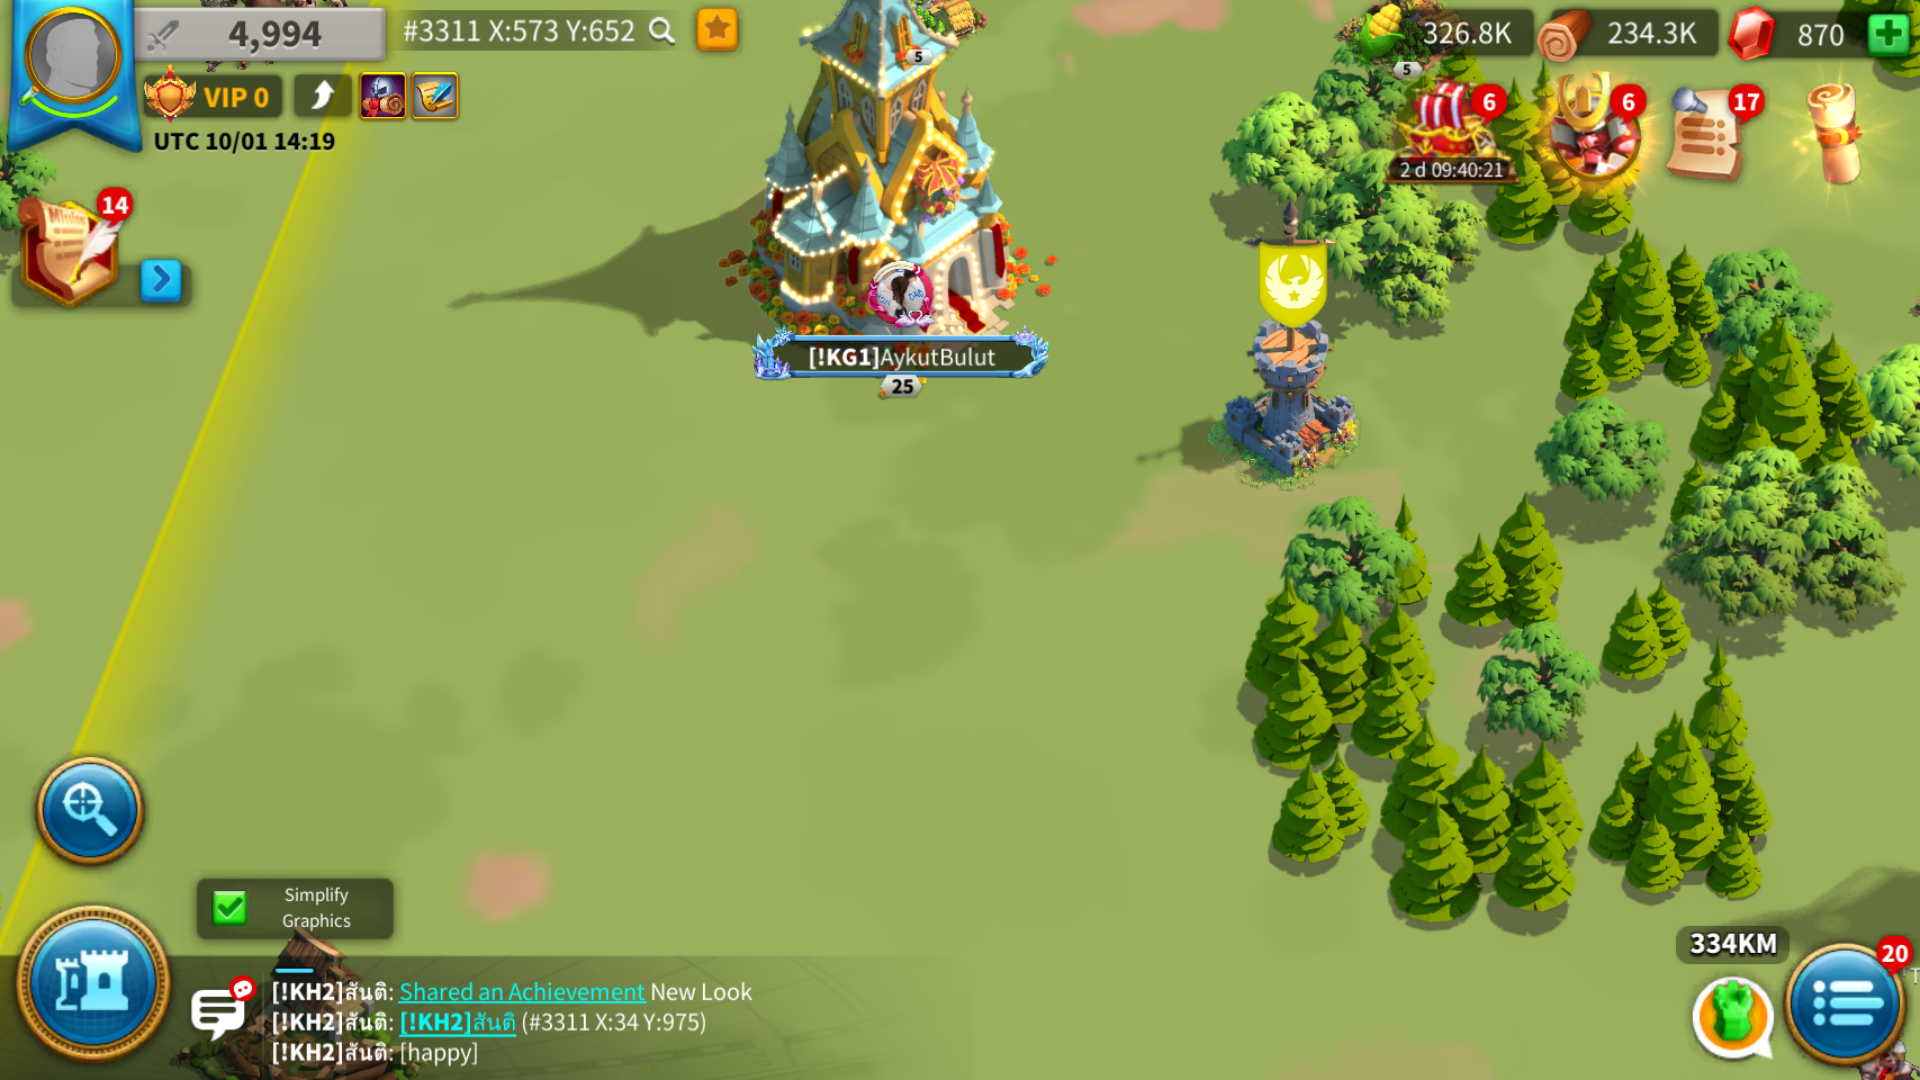 4,994
#3311 X:573 Y:652
5
5
326.8K
234.3K
870
VIP 0
6
6
17
2 d 09:40:21
UTC 10/01 14:19
14
Mission
[!KG1]AykutBulut
25
Simplify
Graphics
334KM
20
[!KH2]สันติ: Shared an Achievement New Look
[!KH2]สันติ: [!KH2]สันติ (#3311 X:34 Y:975)
[!KH2]สันติ: [happy]